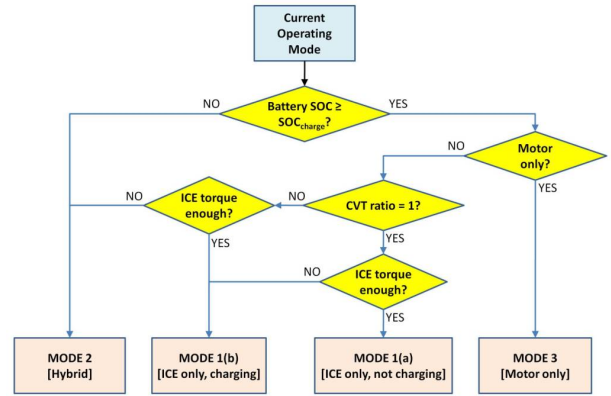 Current
Operating
Mode
NO
Battery SOC ≥
SOCcharge?
YES
NO
Motor
only?
YES
NO
ICE torque
enough?
YES
NO
CVT ratio = 1?
YES
NO
ICE torque
enough?
YES
MODE 2
[Hybrid]
MODE 1(b)
[ICE only, charging]
MODE 1(a)
[ICE only, not charging]
MODE 3
[Motor only]